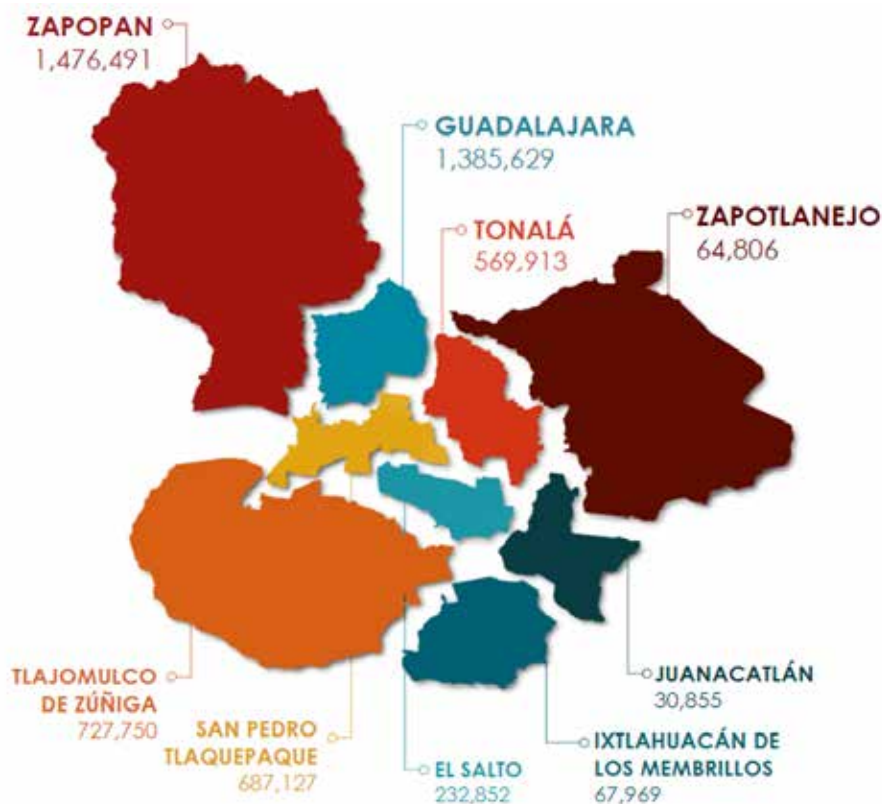 ZAPOPAN
1,476,491
GUADALAJARA
1,385,629
TONALÁ
569,913
ZAPOTLANEJO
64,806
TLAJOMULCO
DE ZÚÑIGA
727,750
SAN PEDRO
TLAQUEPAQUE
687,127
EL SALTO
232,852
IXTLAHUACÁN DE
LOS MEMBRILLOS
67,969
JUANACATLÁN
30,855